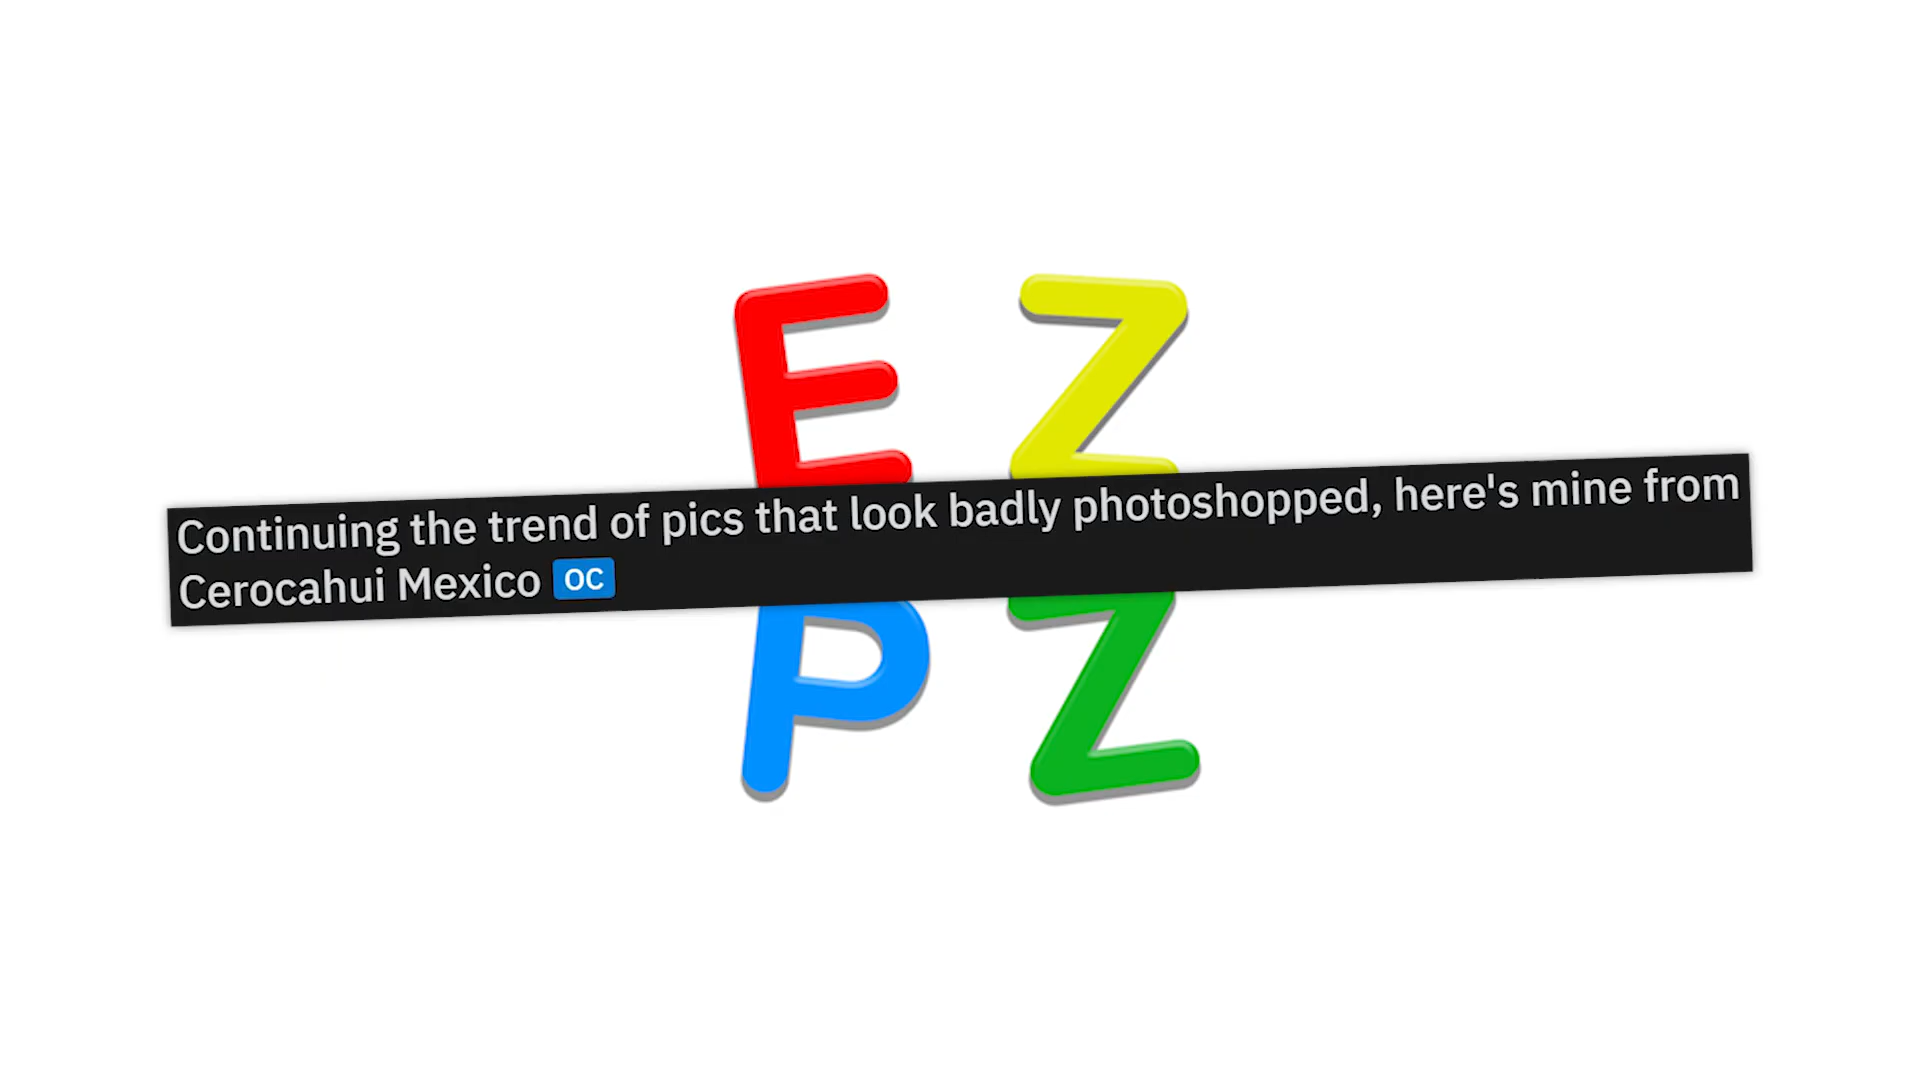 E Z
Continuing the trend of pics that look badly photoshopped, here's mine from
Cerocahui Mexico OC
P Z